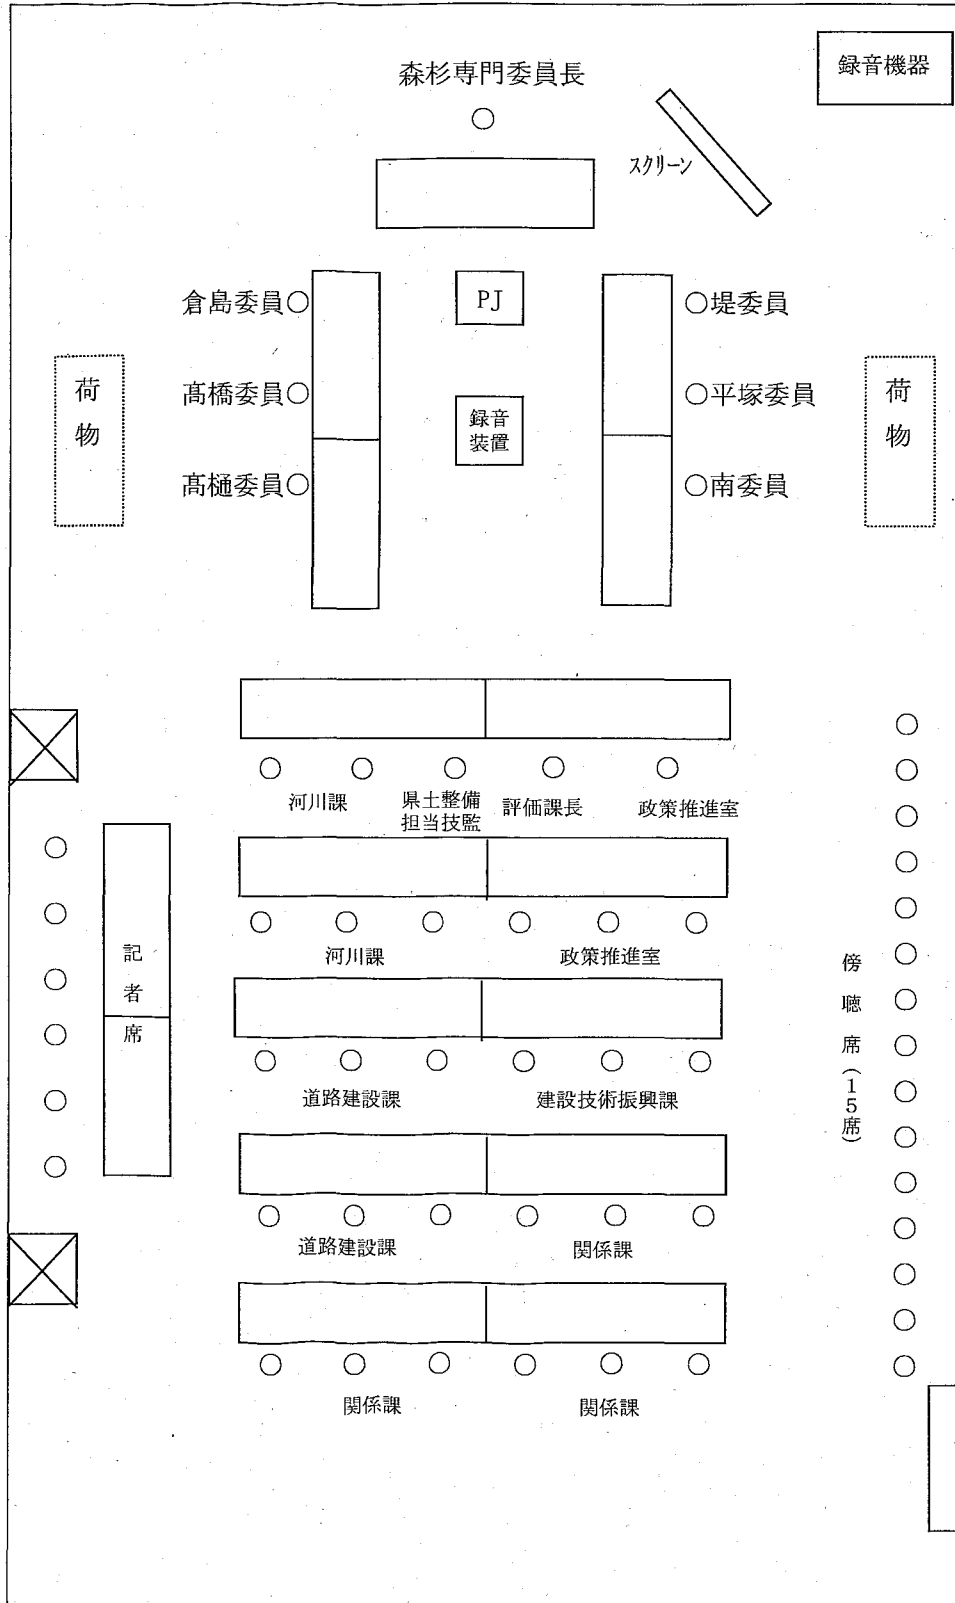 録音機器
森杉専門委員長
スクリーン
倉島委員
PJ
堤委員
荷物
髙橋委員
録音
装置
平塚委員
荷物
髙樋委員
南委員
河川課
県土整備
担当技監
評価課長
政策推進室
記者席
河川課
政策推進室
傍聴席(15席)
道路建設課
建設技術振興課
道路建設課
関係課
関係課
関係課